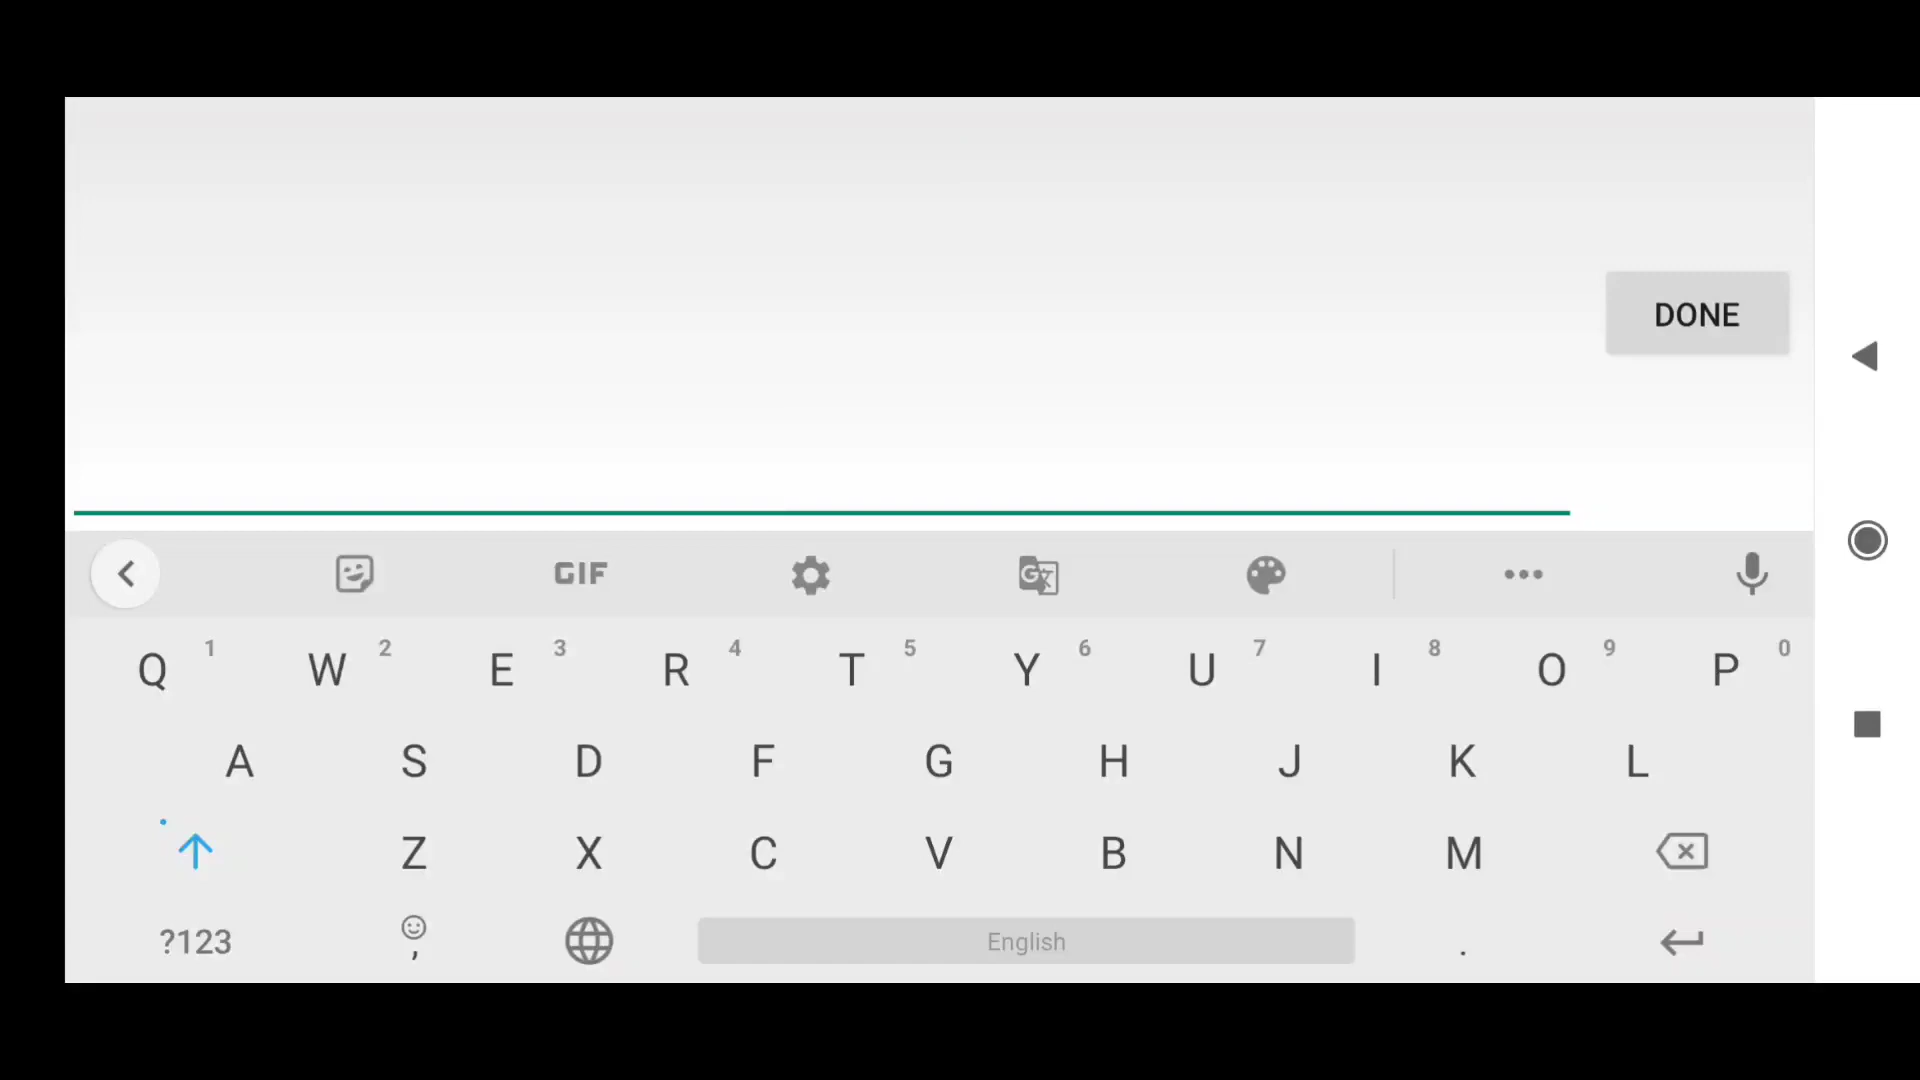 DONE
GIF
Q 1 W 2 E 3 R 4 T 5 Y 6 U 7 I 8 O 9 P 0
A S D F G H J K L
Z X C V B N M
?123 , English .